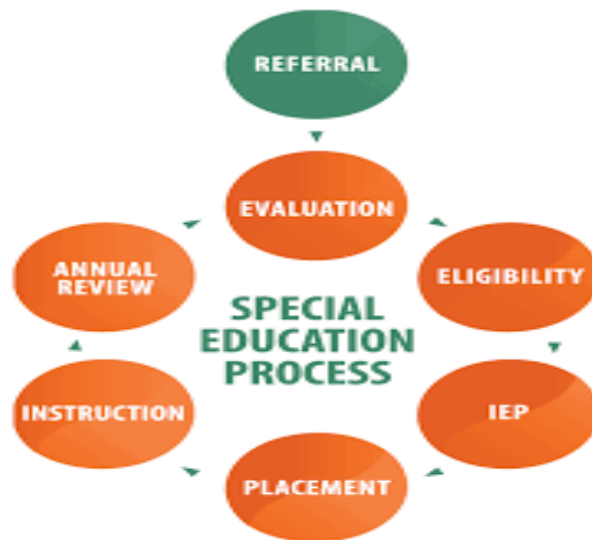 REFERRAL
EVALUATION
ELIGIBILITY
IEP
PLACEMENT
INSTRUCTION
ANNUAL
REVIEW
SPECIAL
EDUCATION
PROCESS